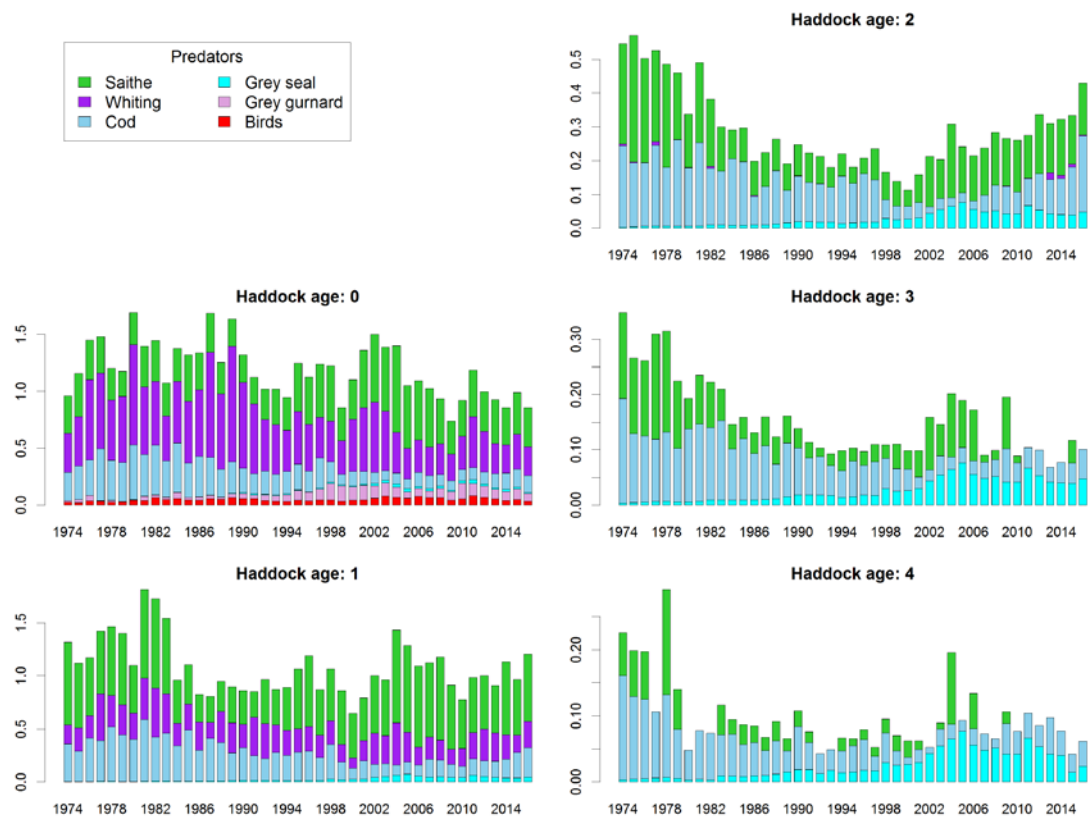 Predators
Saithe
Whiting
Cod
Grey seal
Grey gurnard
Birds
Haddock age: 2
0.5
0.4
0.3
0.2
0.1
0.0
1974 1978 1982 1986 1990 1994 1998 2002 2006 2010 2014
Haddock age: 0
1.5
1.0
0.5
0.0
1974 1978 1982 1986 1990 1994 1998 2002 2006 2010 2014
Haddock age: 3
0.30
0.20
0.10
0.00
1974 1978 1982 1986 1990 1994 1998 2002 2006 2010 2014
Haddock age: 1
1.5
1.0
0.5
0.0
1974 1978 1982 1986 1990 1994 1998 2002 2006 2010 2014
Haddock age: 4
0.20
0.10
0.00
1974 1978 1982 1986 1990 1994 1998 2002 2006 2010 2014